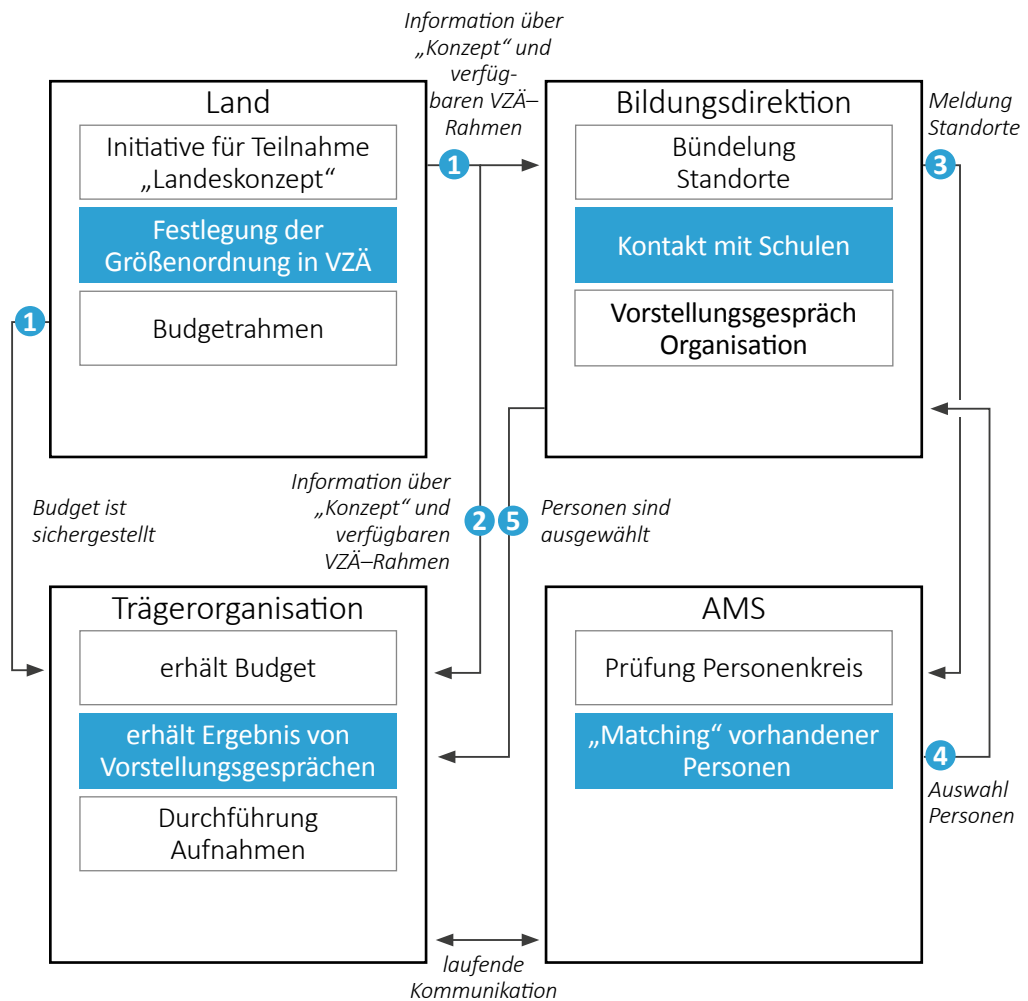 Information über
„Konzept“ und
verfüg-
baren VZÄ–
Rahmen
Land
Initiative für Teilnahme
„Landeskonzept“
Festlegung der
Größenordnung in VZÄ
Budgetrahmen
1
1
Bildungsdirektion
Bündelung
Standorte
Kontakt mit Schulen
Vorstellungsgespräch
Organisation
Meldung
Standorte
3
Budget ist
sichergestellt
Information über
„Konzept“ und
verfügbaren
VZÄ–Rahmen
2
5
Personen sind
ausgewählt
Trägerorganisation
erhält Budget
erhält Ergebnis von
Vorstellungsgesprächen
Durchführung
Aufnahmen
AMS
Prüfung Personenkreis
„Matching“ vorhandener
Personen
4
Auswahl
Personen
laufende
Kommunikation